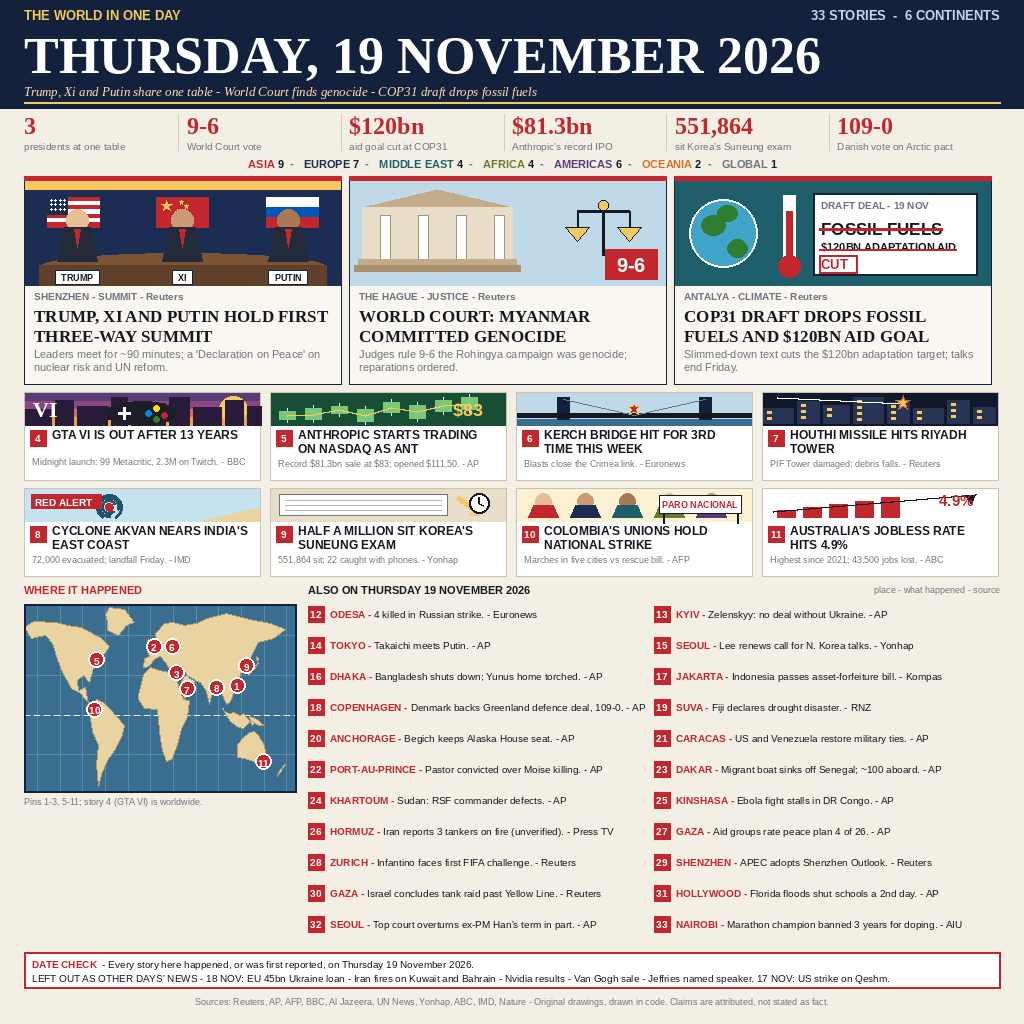 THE WORLD IN ONE DAY
33 STORIES - 6 CONTINENTS
THURSDAY, 19 NOVEMBER 2026
Trump, Xi and Putin share one table - World Court finds genocide - COP31 draft drops fossil fuels
3
presidents at one table
9-6
World Court vote
$120bn
aid goal cut at COP31
$81.3bn
Anthropic's record IPO
551,864
sit Korea's Suneung exam
109-0
Danish vote on Arctic pact
ASIA 9 - EUROPE 7 - MIDDLE EAST 4 - AFRICA 4 - AMERICAS 6 - OCEANIA 2 - GLOBAL 1
TRUMP
XI
PUTIN
SHENZHEN - SUMMIT - Reuters
TRUMP, XI AND PUTIN HOLD FIRST
THREE-WAY SUMMIT
Leaders meet for ~90 minutes; a 'Declaration on Peace' on
nuclear risk and UN reform.
9-6
THE HAGUE - JUSTICE - Reuters
WORLD COURT: MYANMAR
COMMITTED GENOCIDE
Judges rule 9-6 the Rohingya campaign was genocide;
reparations ordered.
DRAFT DEAL - 19 NOV
FOSSIL FUELS
$120BN ADAPTATION AID
CUT
ANTALYA - CLIMATE - Reuters
COP31 DRAFT DROPS FOSSIL
FUELS AND $120BN AID GOAL
Slimmed-down text cuts the $120bn adaptation target; talks
end Friday.
VI
4 GTA VI IS OUT AFTER 13 YEARS
Midnight launch: 99 Metacritic, 2.3M on Twitch. - BBC
$83
5 ANTHROPIC STARTS TRADING
ON NASDAQ AS ANT
Record $81.3bn sale at $83; opened $111.50. - AP
6 KERCH BRIDGE HIT FOR 3RD
TIME THIS WEEK
Blasts close the Crimea link. - Euronews
7 HOUTHI MISSILE HITS RIYADH
TOWER
PIF Tower damaged; debris falls. - Reuters
RED ALERT
8 CYCLONE AKVAN NEARS INDIA'S
EAST COAST
72,000 evacuated; landfall Friday. - IMD
9 HALF A MILLION SIT KOREA'S
SUNEUNG EXAM
551,864 sit; 22 caught with phones. - Yonhap
PARO NACIONAL
10 COLOMBIA'S UNIONS HOLD
NATIONAL STRIKE
Marches in five cities vs rescue bill. - AFP
4.9%
11 AUSTRALIA'S JOBLESS RATE
HITS 4.9%
Highest since 2021; 43,500 jobs lost. - ABC
WHERE IT HAPPENED
2 6
5
9
3
7 8 1
10
11
Pins 1-3, 5-11; story 4 (GTA VI) is worldwide.
ALSO ON THURSDAY 19 NOVEMBER 2026
place - what happened - source
12 ODESA - 4 killed in Russian strike. - Euronews
13 KYIV - Zelenskyy: no deal without Ukraine. - AP
14 TOKYO - Takaichi meets Putin. - AP
15 SEOUL - Lee renews call for N. Korea talks. - Yonhap
16 DHAKA - Bangladesh shuts down; Yunus home torched. - AP
17 JAKARTA - Indonesia passes asset-forfeiture bill. - Kompas
18 COPENHAGEN - Denmark backs Greenland defence deal, 109-0. - AP
19 SUVA - Fiji declares drought disaster. - RNZ
20 ANCHORAGE - Begich keeps Alaska House seat. - AP
21 CARACAS - US and Venezuela restore military ties. - AP
22 PORT-AU-PRINCE - Pastor convicted over Moise killing. - AP
23 DAKAR - Migrant boat sinks off Senegal; ~100 aboard. - AP
24 KHARTOUM - Sudan: RSF commander defects. - AP
25 KINSHASA - Ebola fight stalls in DR Congo. - AP
26 HORMUZ - Iran reports 3 tankers on fire (unverified). - Press TV
27 GAZA - Aid groups rate peace plan 4 of 26. - AP
28 ZURICH - Infantino faces first FIFA challenge. - Reuters
29 SHENZHEN - APEC adopts Shenzhen Outlook. - Reuters
30 GAZA - Israel concludes tank raid past Yellow Line. - Reuters
31 HOLLYWOOD - Florida floods shut schools a 2nd day. - AP
32 SEOUL - Top court overturns ex-PM Han's term in part. - AP
33 NAIROBI - Marathon champion banned 3 years for doping. - AIU
DATE CHECK - Every story here happened, or was first reported, on Thursday 19 November 2026.
LEFT OUT AS OTHER DAYS' NEWS - 18 NOV: EU 45bn Ukraine loan - Iran fires on Kuwait and Bahrain - Nvidia results - Van Gogh sale - Jeffries named speaker. 17 NOV: US strike on Qeshm.
Sources: Reuters, AP, AFP, BBC, Al Jazeera, UN News, Yonhap, ABC, IMD, Nature - Original drawings, drawn in code. Claims are attributed, not stated as fact.